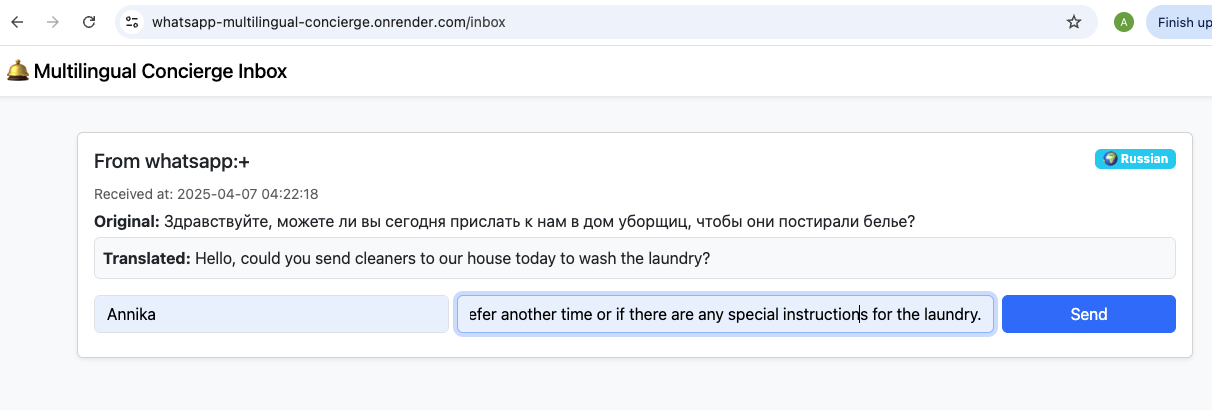 whatsapp-multilingual-concierge.onrender.com/inbox
A
Finish up
Multilingual Concierge Inbox
From whatsapp:+
Russian
Received at: 2025-04-07 04:22:18
Original: Здравствуйте, можете ли вы сегодня прислать к нам в дом уборщиц, чтобы они постирали белье?
Translated: Hello, could you send cleaners to our house today to wash the laundry?
Annika
efer another time or if there are any special instructions for the laundry.
Send